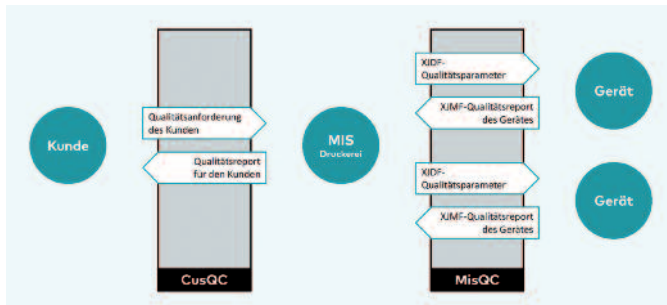 XJDF-
Qualitätsparameter
XJMF-Qualitätsreport
des Gerätes
Gerät
Qualitätsanforderung
des Kunden
Kunde
MIS
Druckerei
Qualitätsreport
für den Kunden
XJDF-
Qualitätsparameter
XJMF-Qualitätsreport
des Gerätes
Gerät
CusQC
MisQC